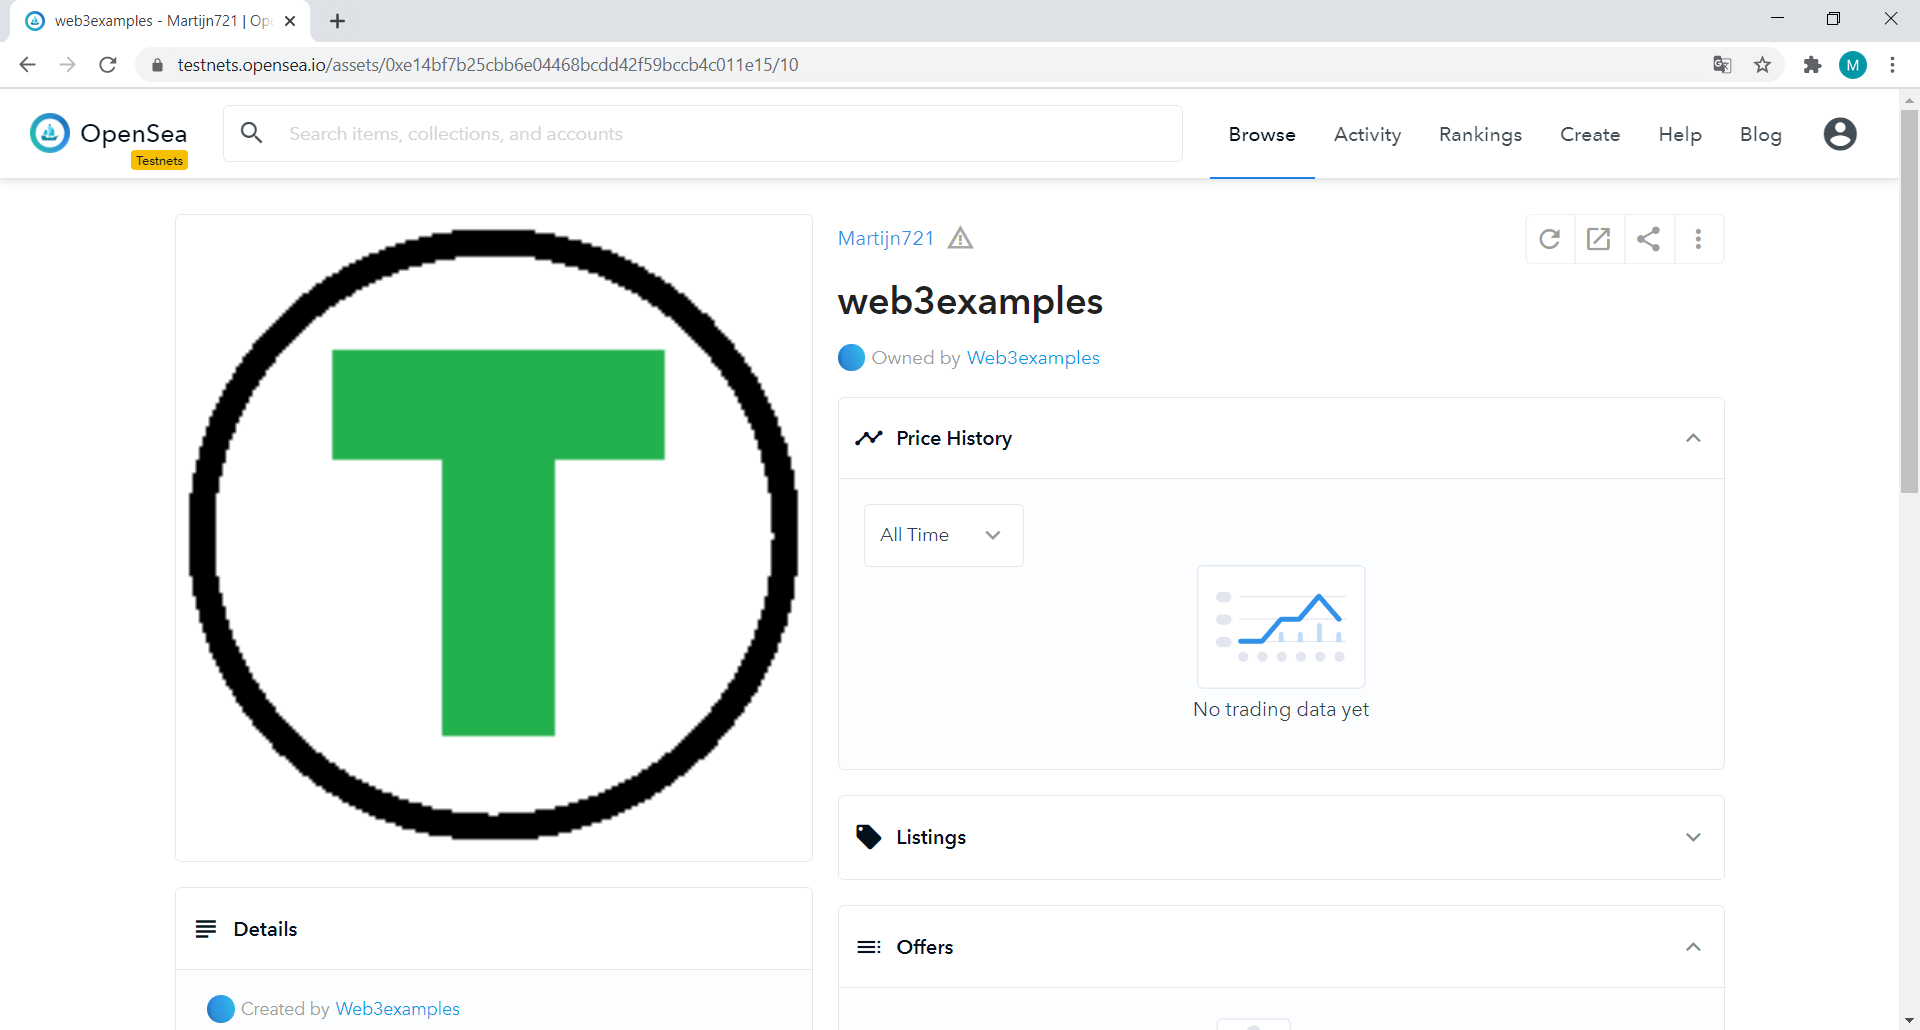 web3examples - Martijn721 | Op
testnets.opensea.io/assets/0xe14bf7b25cbb6e04468bcdd42f59bccb4c011e15/10
M
OpenSea
Testnets
Search items, collections, and accounts
Browse
Activity
Rankings
Create
Help
Blog
T
Martijn721
web3examples
Owned by Web3examples
Price History
All Time
No trading data yet
Listings
Offers
Details
Created by Web3examples